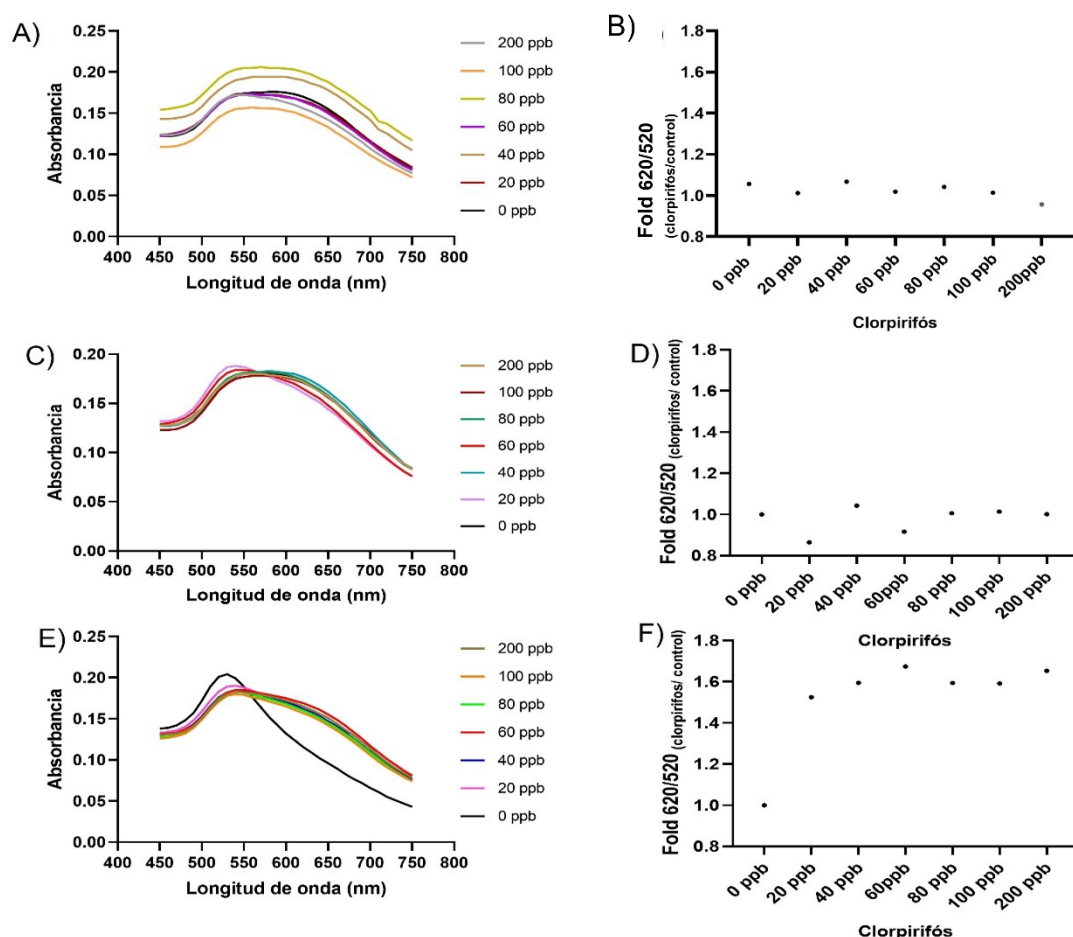 A)
Absorbancia
0.25
0.20
0.15
0.10
0.05
0.00
400 450 500 550 600 650 700 750 800
Longitud de onda (nm)
200 ppb
100 ppb
80 ppb
60 ppb
40 ppb
20 ppb
0 ppb
B)
Fold 620/520
(clorpirifós/control)
1.8
1.6
1.4
1.2
1.0
0.8
0 ppb 20 ppb 40 ppb 60 ppb 80 ppb 100 ppb 200ppb
Clorpirifós
C)
Absorbancia
0.20
0.15
0.10
0.05
0.00
400 450 500 550 600 650 700 750 800
Longitud de onda (nm)
200 ppb
100 ppb
80 ppb
60 ppb
40 ppb
20 ppb
0 ppb
D)
Fold 620/520 (clorpirifos/ control)
1.8
1.6
1.4
1.2
1.0
0.8
0 ppb 20 ppb 40 ppb 60ppb 80 ppb 100 ppb 200 ppb
Clorpirifós
E)
Absorbancia
0.25
0.20
0.15
0.10
0.05
0.00
400 450 500 550 600 650 700 750 800
Longitud de onda (nm)
200 ppb
100 ppb
80 ppb
60 ppb
40 ppb
20 ppb
0 ppb
F)
Fold 620/520 (clorpirifos/ control)
1.8
1.6
1.4
1.2
1.0
0.8
0 ppb 20 ppb 40 ppb 60ppb 80 ppb 100 ppb 200 ppb
Clorpirifós